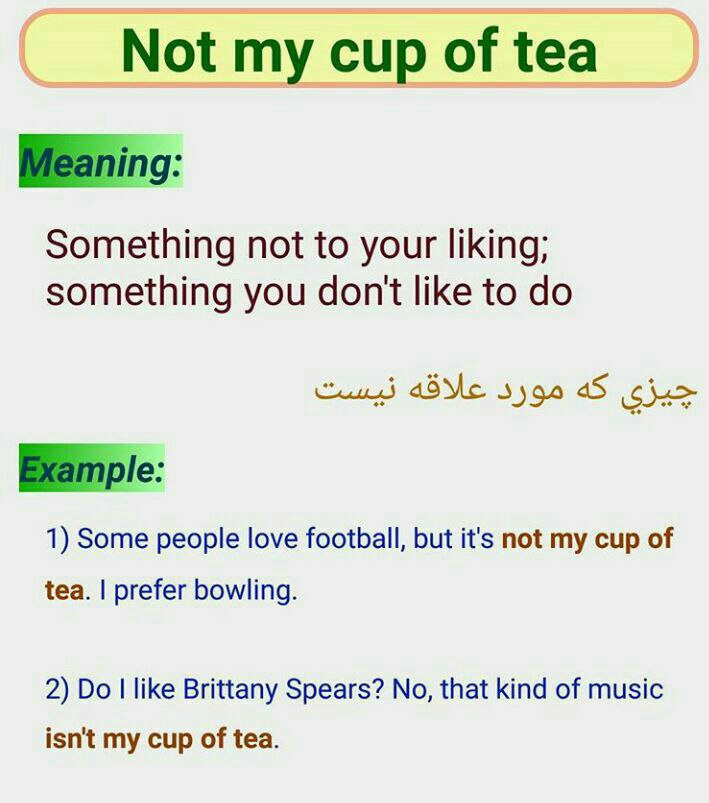 Not my cup of tea
Meaning:
Something not to your liking;
something you don't like to do
چيزي که مورد علاقه نيست
Example:
1) Some people love football, but it's not my cup of
tea. I prefer bowling.
2) Do I like Brittany Spears? No, that kind of music
isn't my cup of tea.